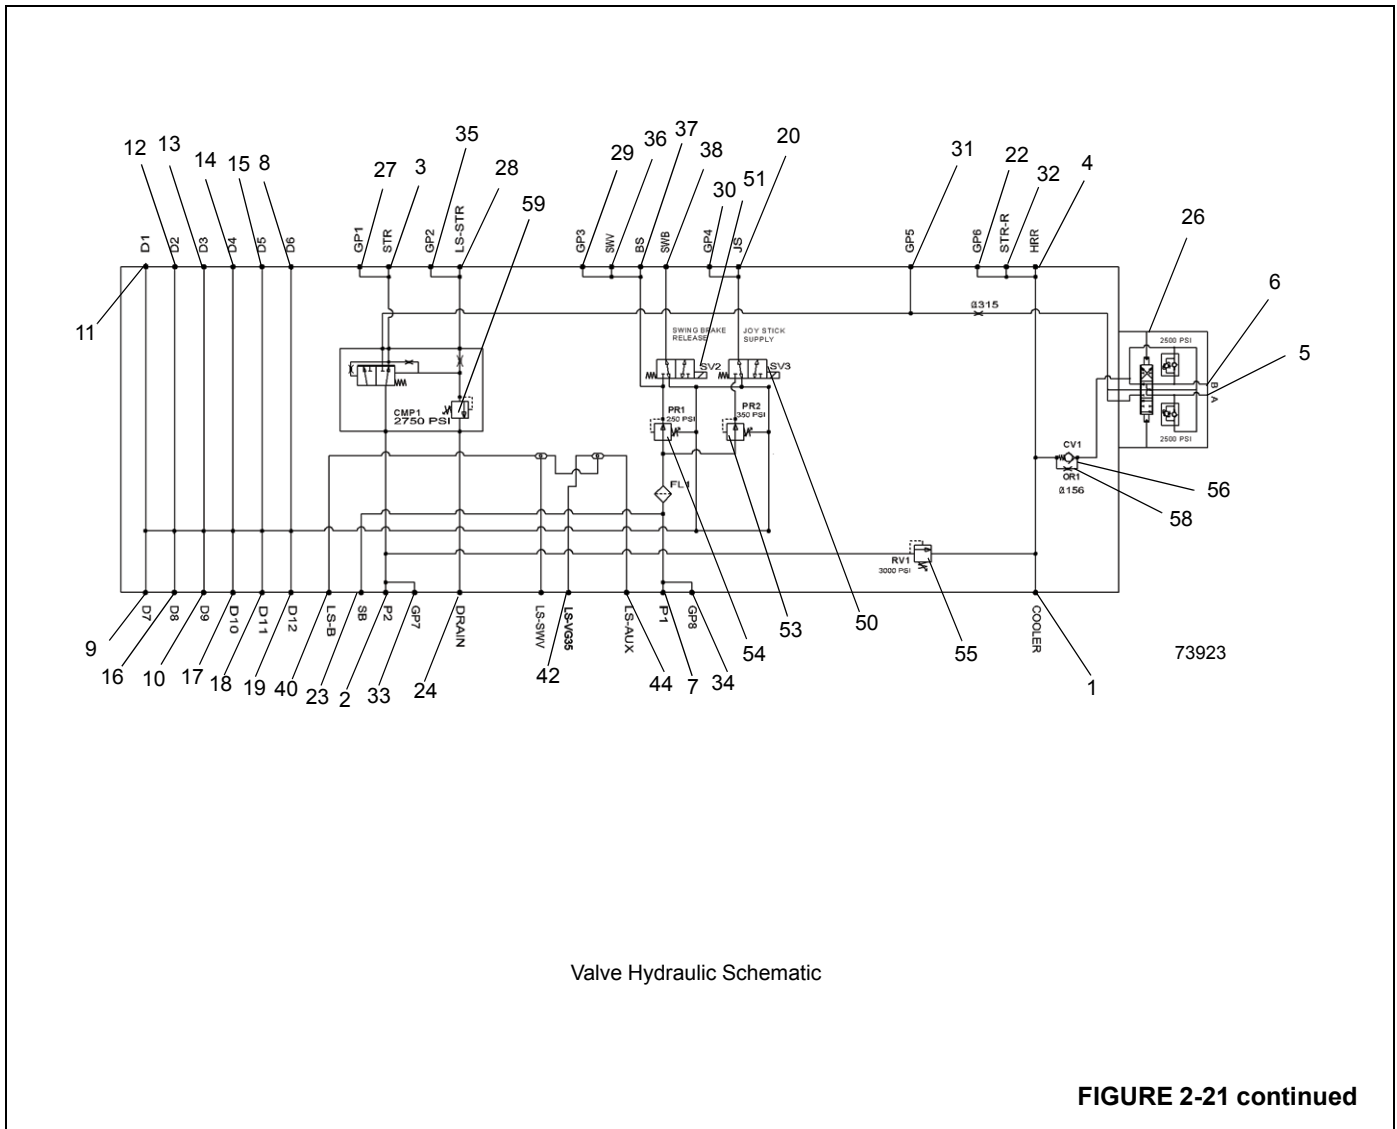 12 13 14 15 8 27 3 35 28 59 29 36 37 38 30 51 20 31 22 32 4 26 6 5
11
D1 D2 D3 D4 D5 D6 GP1 STR GP2 LS-STR GP3 SWV BS SWB GP4 JS GP5 GP6 STR-R HRR
SWING BRAKE
RELEASE
JOY STICK
SUPPLY
SV2 SV3
2500 PSI
B
A
2500 PSI
CMP1
2750 PSI
PR1
250 PSI
PR2
350 PSI
FL1
CV1
OR1
RV1
3000 PSI
D7 D8 D9 D10 D11 D12 LS-B SB P2 GP7 DRAIN LS-SWV LS-VG35 LS-AUX P1 GP8 COOLER
9 16 10 17 18 19 40 23 2 33 24 42 44 7 34 54 53 50 55 1 56 58
73923
Valve Hydraulic Schematic
FIGURE 2-21 continued